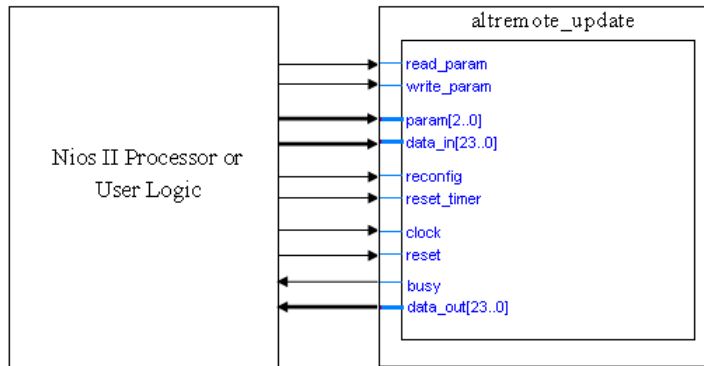 altremote_update
read_param
write_param
param[2..0]
data_in[23..0]
Nios II Processor or
User Logic
reconfig
reset_timer
clock
reset
busy
data_out[23..0]